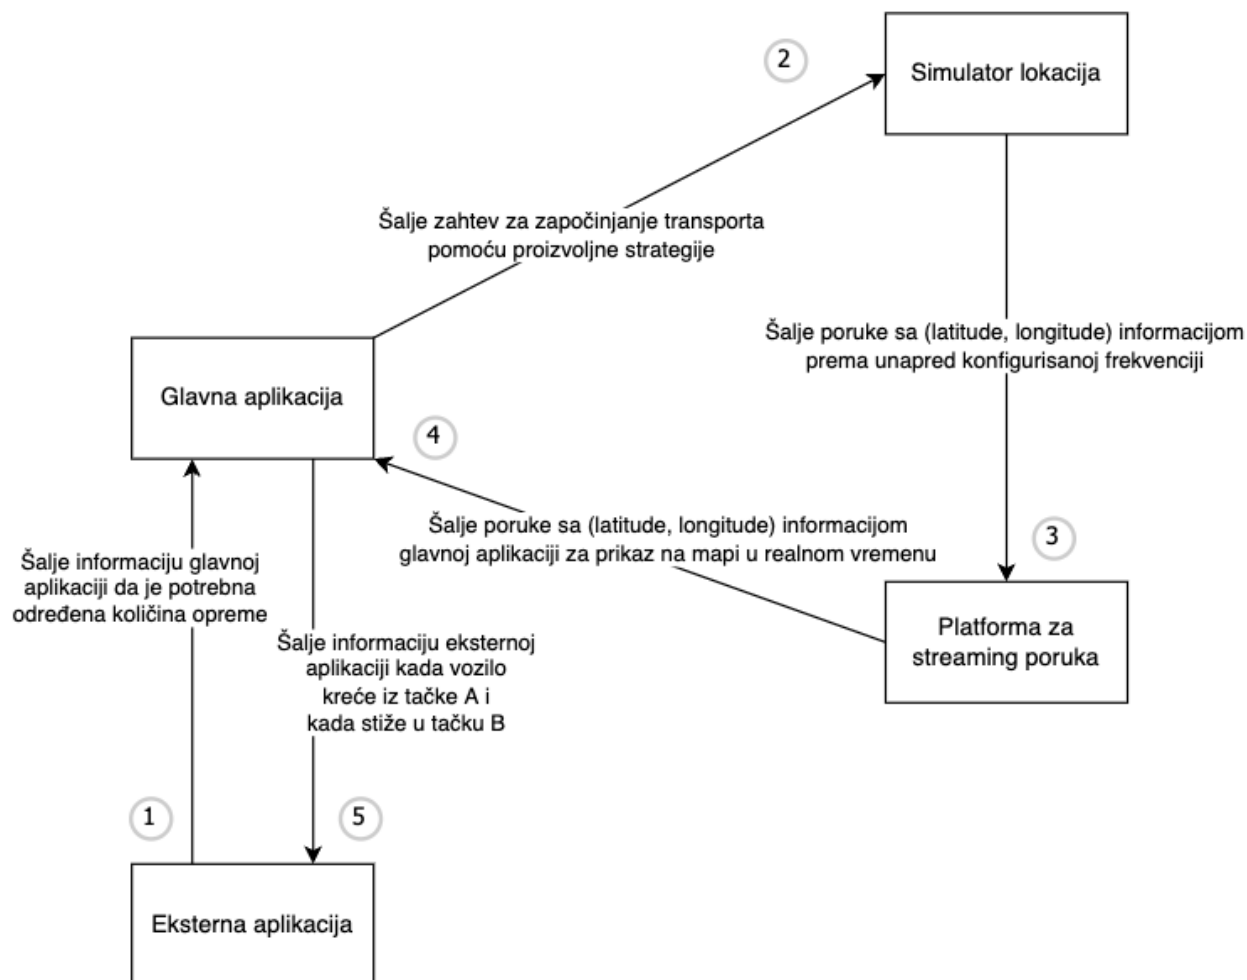 2
Simulator lokacija
Šalje zahtev za započinjanje transporta
pomoću proizvoljne strategije
Šalje poruke sa (latitude, longitude) informacijom
prema unapred konfigurisanoj frekvenciji
Glavna aplikacija
4
Šalje poruke sa (latitude, longitude) informacijom
glavnoj aplikaciji za prikaz na mapi u realnom vremenu
3
Šalje informaciju glavnoj
aplikaciji da je potrebna
određena količina opreme
Platforma za
streaming poruka
Šalje informaciju eksternoj
aplikaciji kada vozilo
kreće iz tačke A i
kada stiže u tačku B
1
5
Eksterna aplikacija